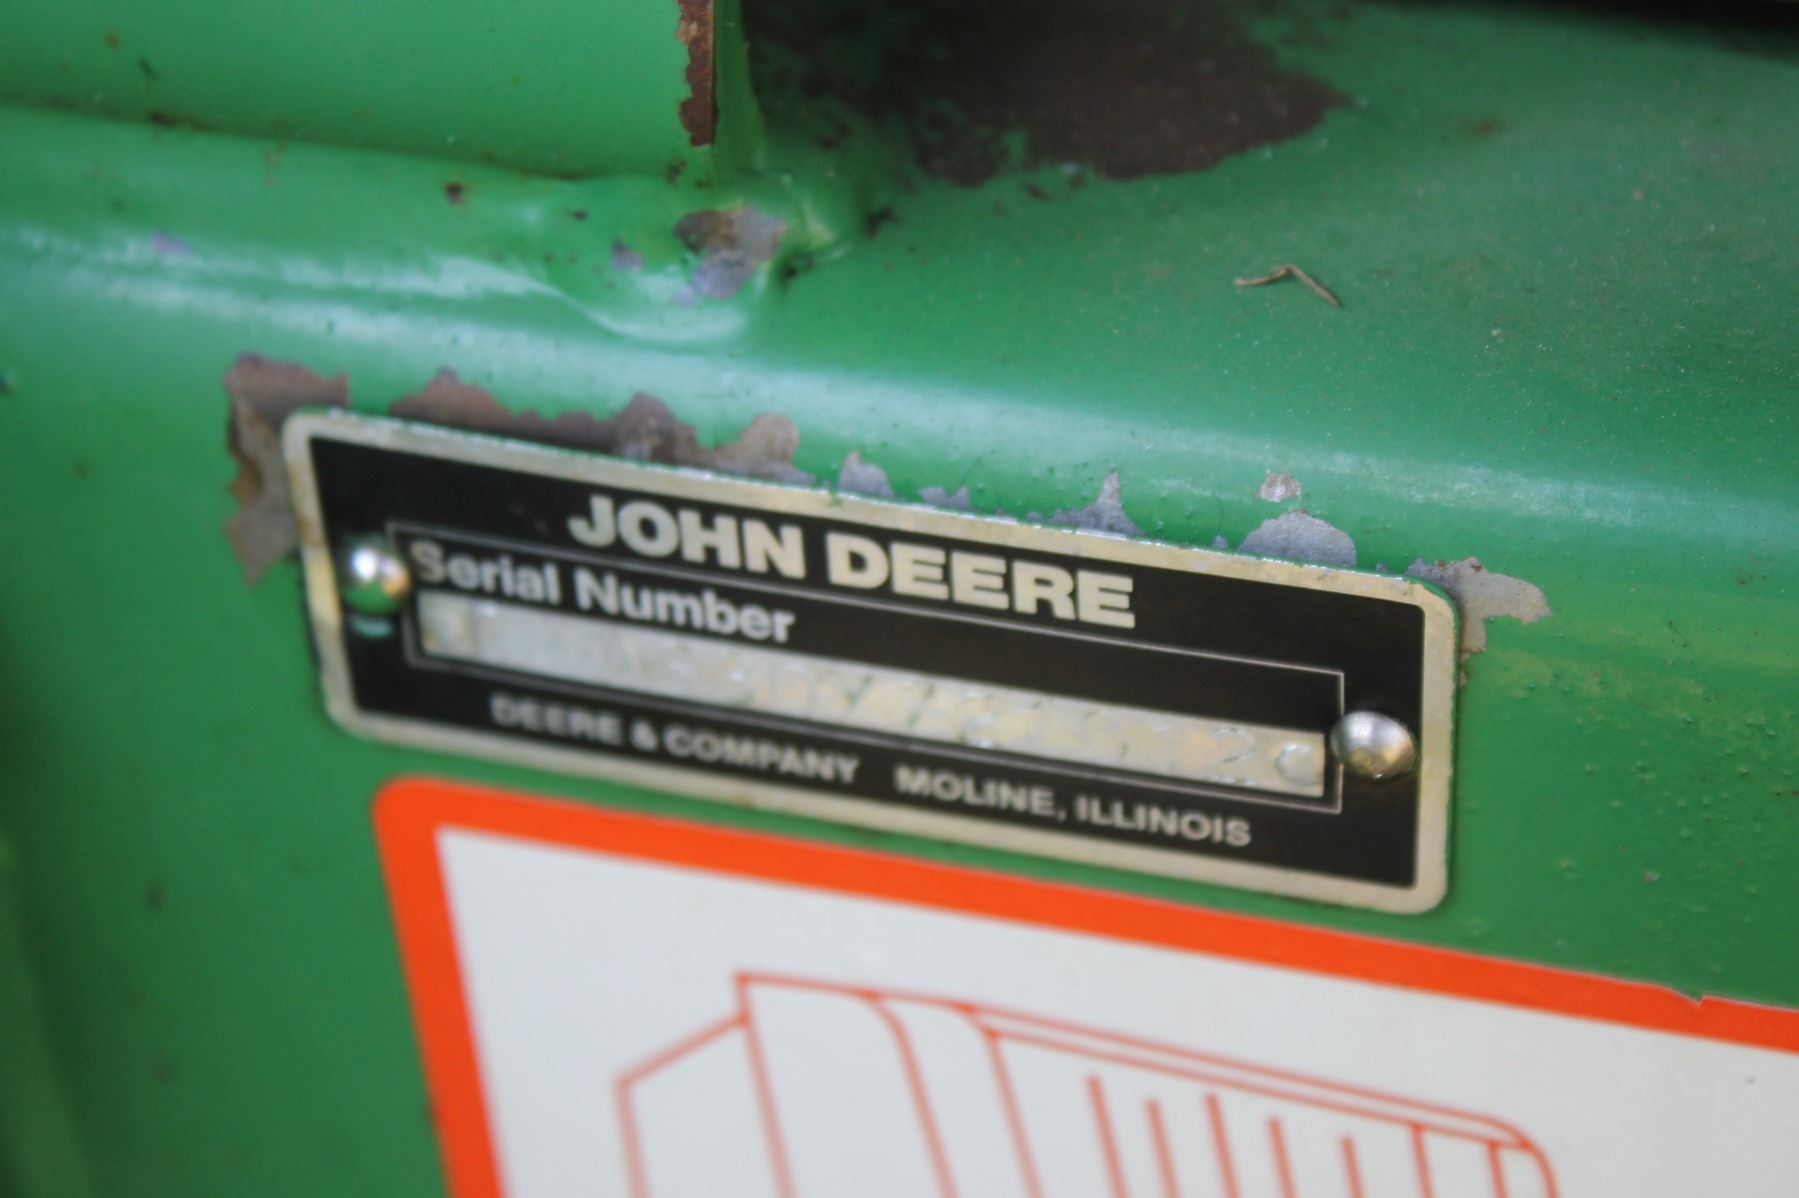 JOHN DEERE
Serial Number
DEERE & COMPANY MOLINE, ILLINOIS